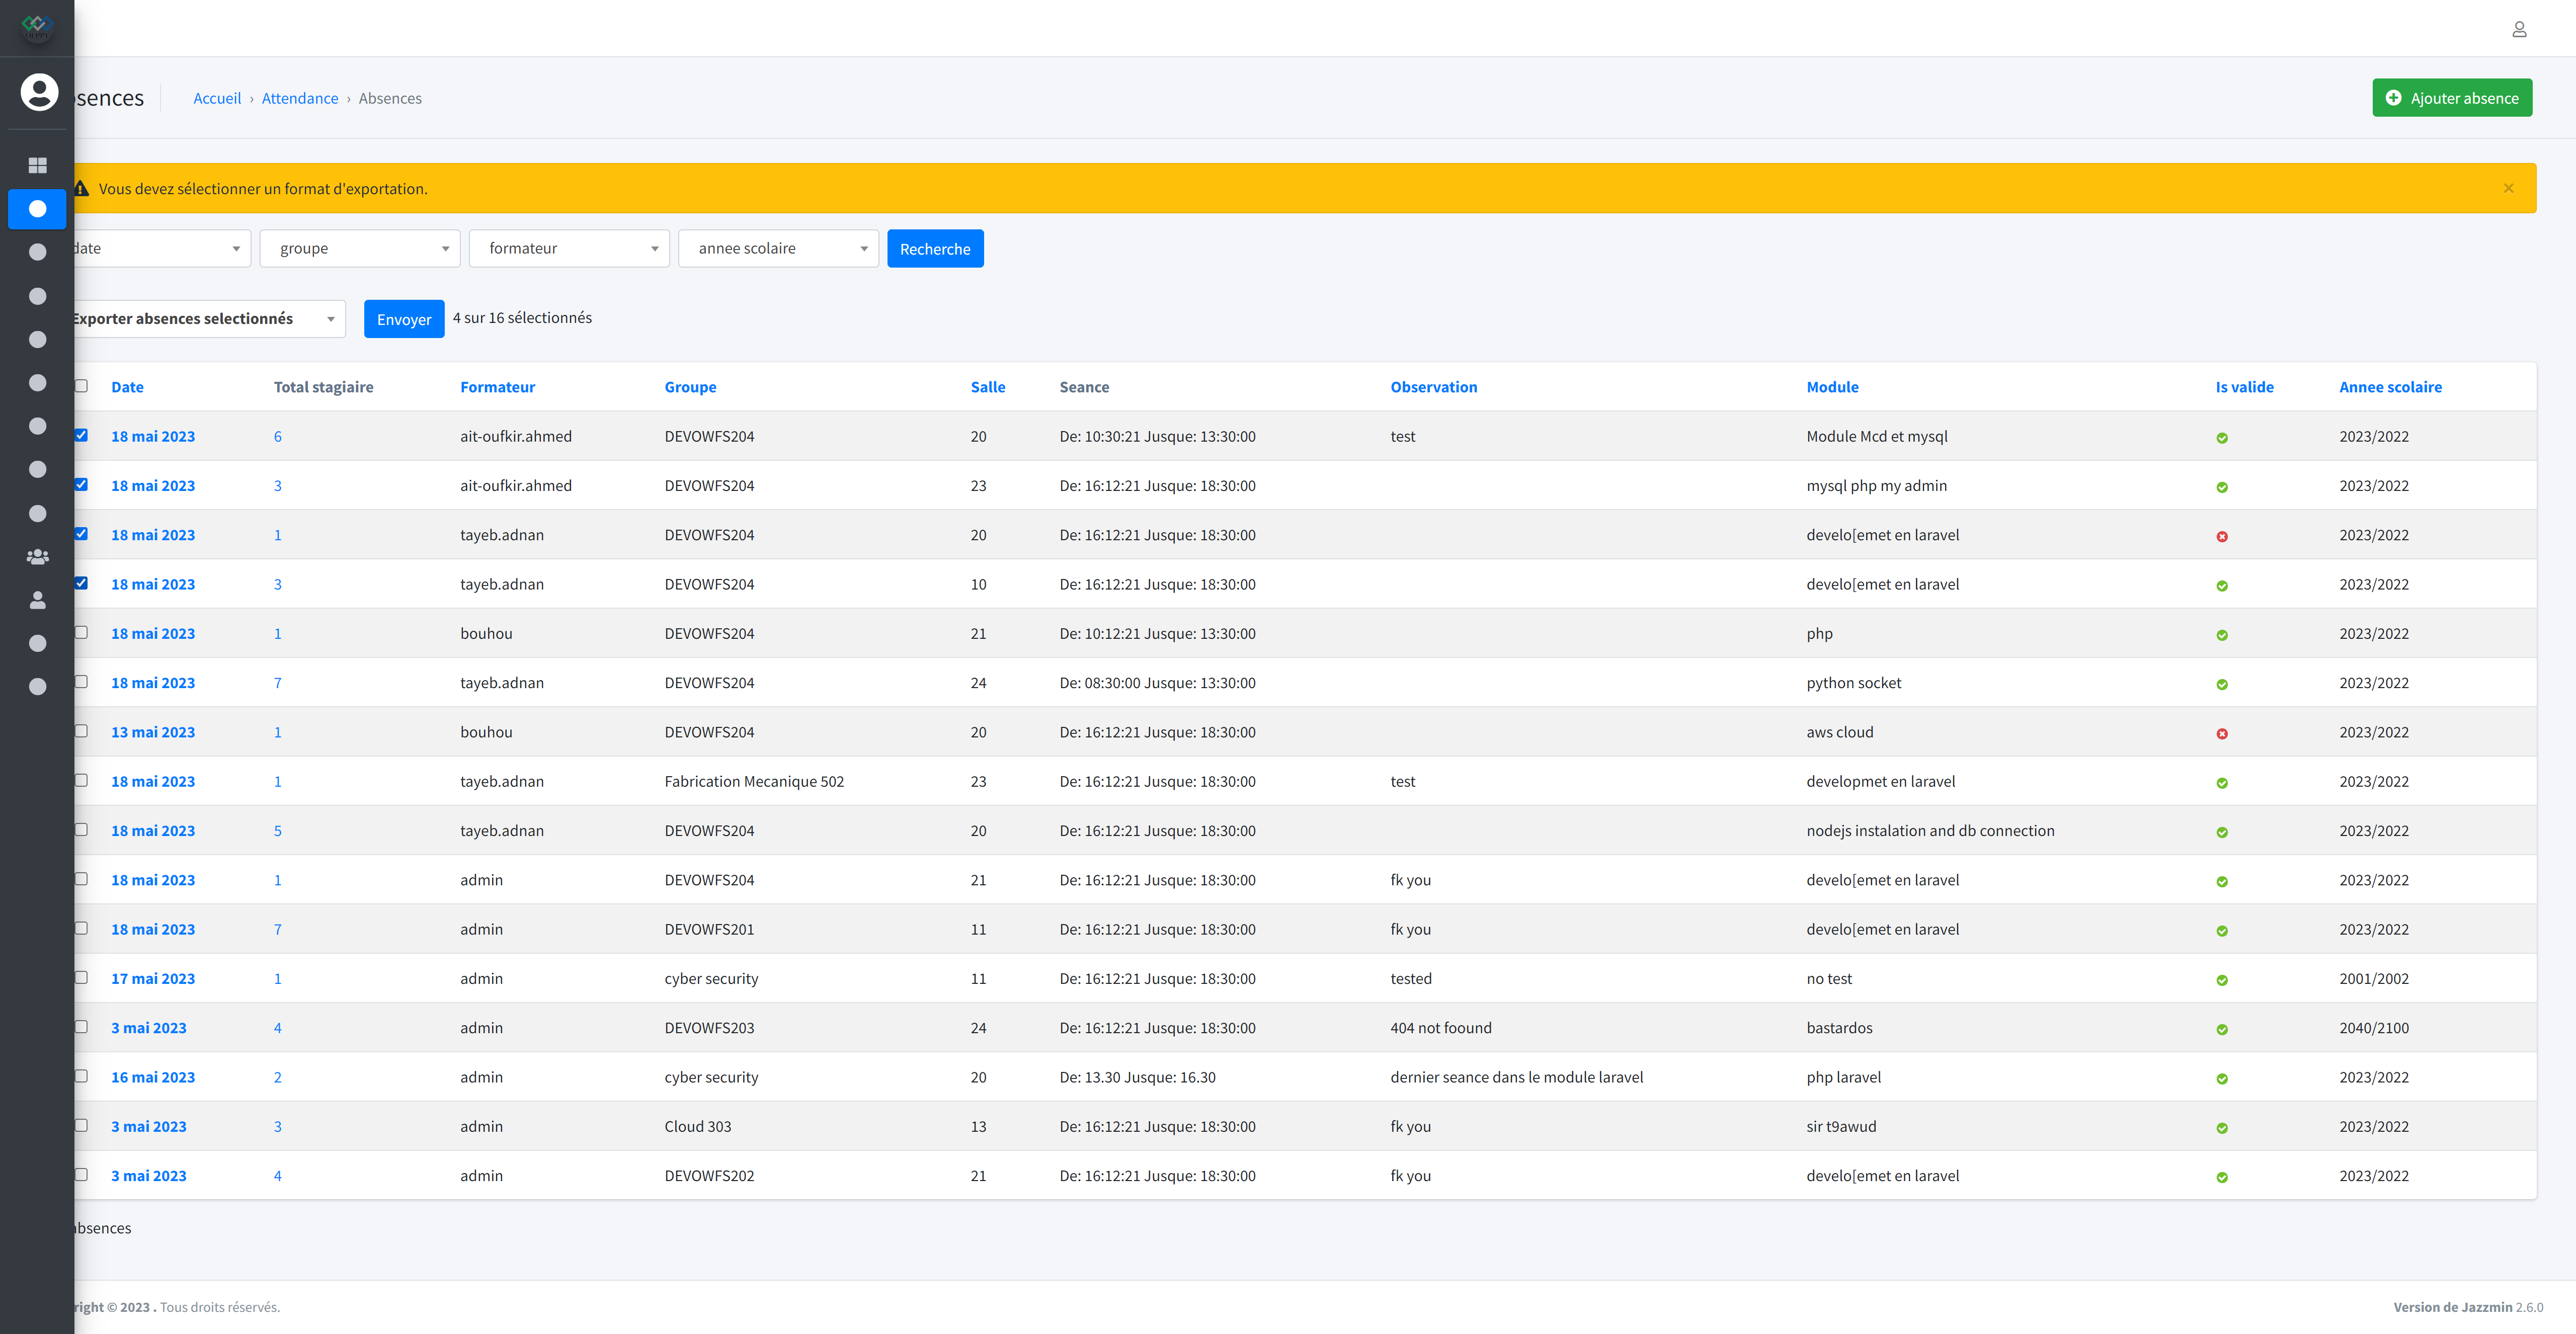 sences
Accueil › Attendance › Absences
Ajouter absence
Vous devez sélectionner un format d'exportation.
date groupe formateur annee scolaire Recherche
Exporter absences selectionnés Envoyer 4 sur 16 sélectionnés
Date Total stagiaire Formateur Groupe Salle Seance Observation Module Is valide Annee scolaire
18 mai 2023 6 ait-oufkir.ahmed DEVOWFS204 20 De: 10:30:21 Jusque: 13:30:00 test Module Mcd et mysql 2023/2022
18 mai 2023 3 ait-oufkir.ahmed DEVOWFS204 23 De: 16:12:21 Jusque: 18:30:00 mysql php my admin 2023/2022
18 mai 2023 1 tayeb.adnan DEVOWFS204 20 De: 16:12:21 Jusque: 18:30:00 develo[emet en laravel 2023/2022
18 mai 2023 3 tayeb.adnan DEVOWFS204 10 De: 16:12:21 Jusque: 18:30:00 develo[emet en laravel 2023/2022
18 mai 2023 1 bouhou DEVOWFS204 21 De: 10:12:21 Jusque: 13:30:00 php 2023/2022
18 mai 2023 7 tayeb.adnan DEVOWFS204 24 De: 08:30:00 Jusque: 13:30:00 python socket 2023/2022
13 mai 2023 1 bouhou DEVOWFS204 20 De: 16:12:21 Jusque: 18:30:00 aws cloud 2023/2022
18 mai 2023 1 tayeb.adnan Fabrication Mecanique 502 23 De: 16:12:21 Jusque: 18:30:00 test developmet en laravel 2023/2022
18 mai 2023 5 tayeb.adnan DEVOWFS204 20 De: 16:12:21 Jusque: 18:30:00 nodejs instalation and db connection 2023/2022
18 mai 2023 1 admin DEVOWFS204 21 De: 16:12:21 Jusque: 18:30:00 fk you develo[emet en laravel 2023/2022
18 mai 2023 7 admin DEVOWFS201 11 De: 16:12:21 Jusque: 18:30:00 fk you develo[emet en laravel 2023/2022
17 mai 2023 1 admin cyber security 11 De: 16:12:21 Jusque: 18:30:00 tested no test 2001/2002
3 mai 2023 4 admin DEVOWFS203 24 De: 16:12:21 Jusque: 18:30:00 404 not foound bastardos 2040/2100
16 mai 2023 2 admin cyber security 20 De: 13.30 Jusque: 16.30 dernier seance dans le module laravel php laravel 2023/2022
3 mai 2023 3 admin Cloud 303 13 De: 16:12:21 Jusque: 18:30:00 fk you sir t9awud 2023/2022
3 mai 2023 4 admin DEVOWFS202 21 De: 16:12:21 Jusque: 18:30:00 fk you develo[emet en laravel 2023/2022
absences
right © 2023 . Tous droits réservés.
Version de Jazzmin 2.6.0